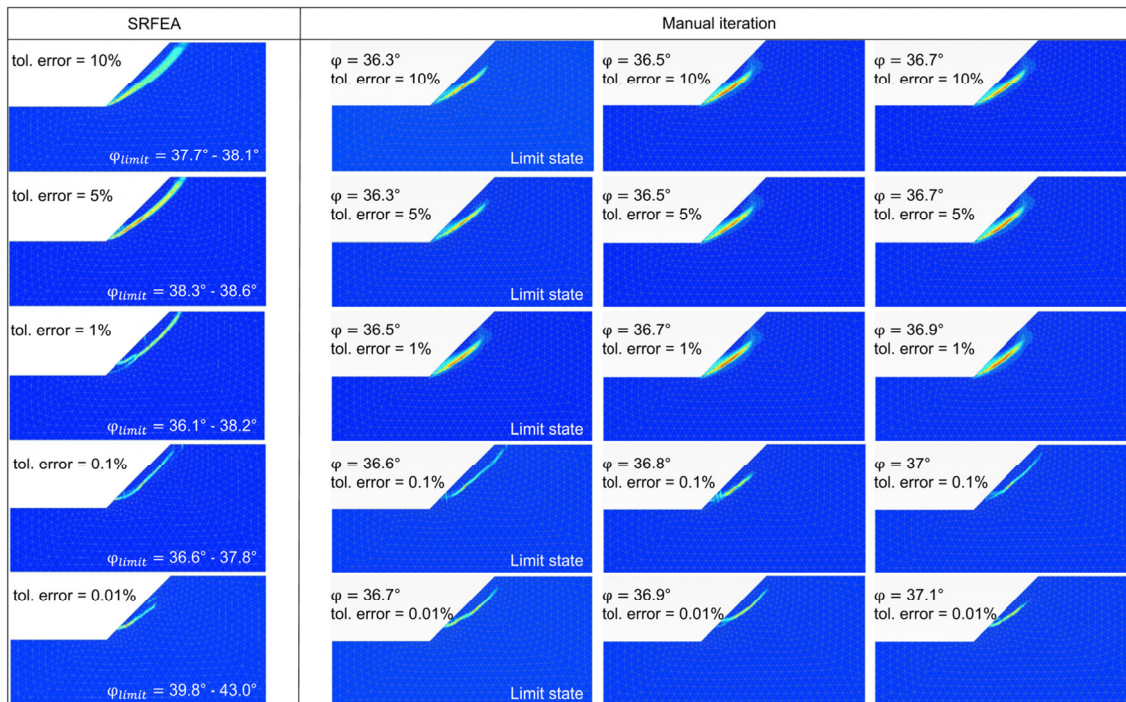 SRFEA
Manual iteration
tol. error = 10%
φ_limit = 37.7° - 38.1°
φ = 36.3°
tol. error = 10%
Limit state
φ = 36.5°
tol. error = 10%
φ = 36.7°
tol. error = 10%
tol. error = 5%
φ_limit = 38.3° - 38.6°
φ = 36.3°
tol. error = 5%
Limit state
φ = 36.5°
tol. error = 5%
φ = 36.7°
tol. error = 5%
tol. error = 1%
φ_limit = 36.1° - 38.2°
φ = 36.5°
tol. error = 1%
Limit state
φ = 36.7°
tol. error = 1%
φ = 36.9°
tol. error = 1%
tol. error = 0.1%
φ_limit = 36.6° - 37.8°
φ = 36.6°
tol. error = 0.1%
Limit state
φ = 36.8°
tol. error = 0.1%
φ = 37°
tol. error = 0.1%
tol. error = 0.01%
φ_limit = 39.8° - 43.0°
φ = 36.7°
tol. error = 0.01%
Limit state
φ = 36.9°
tol. error = 0.01%
φ = 37.1°
tol. error = 0.01%